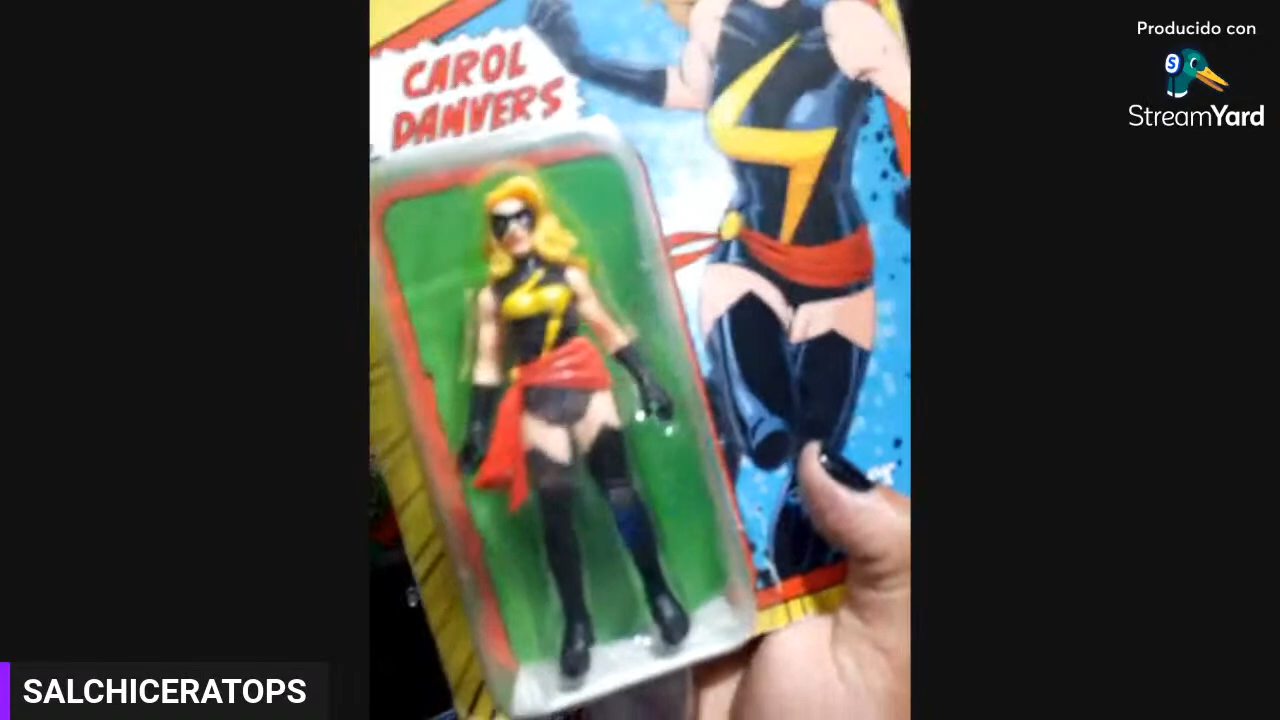 Producido con
StreamYard
CAROL
DANVERS
SALCHICERATOPS